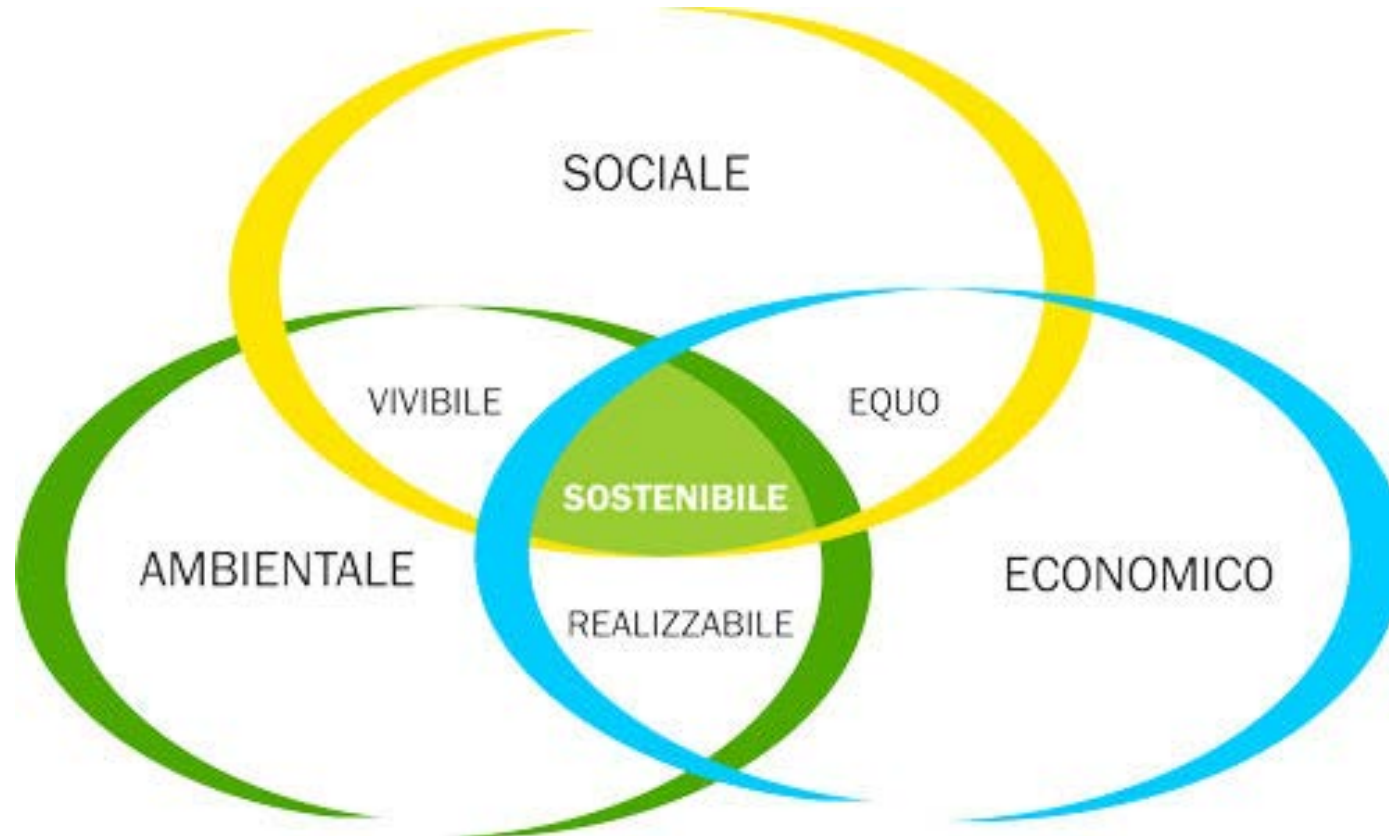 SOCIALE
VIVIBILE
EQUO
SOSTENIBILE
AMBIENTALE
ECONOMICO
REALIZZABILE